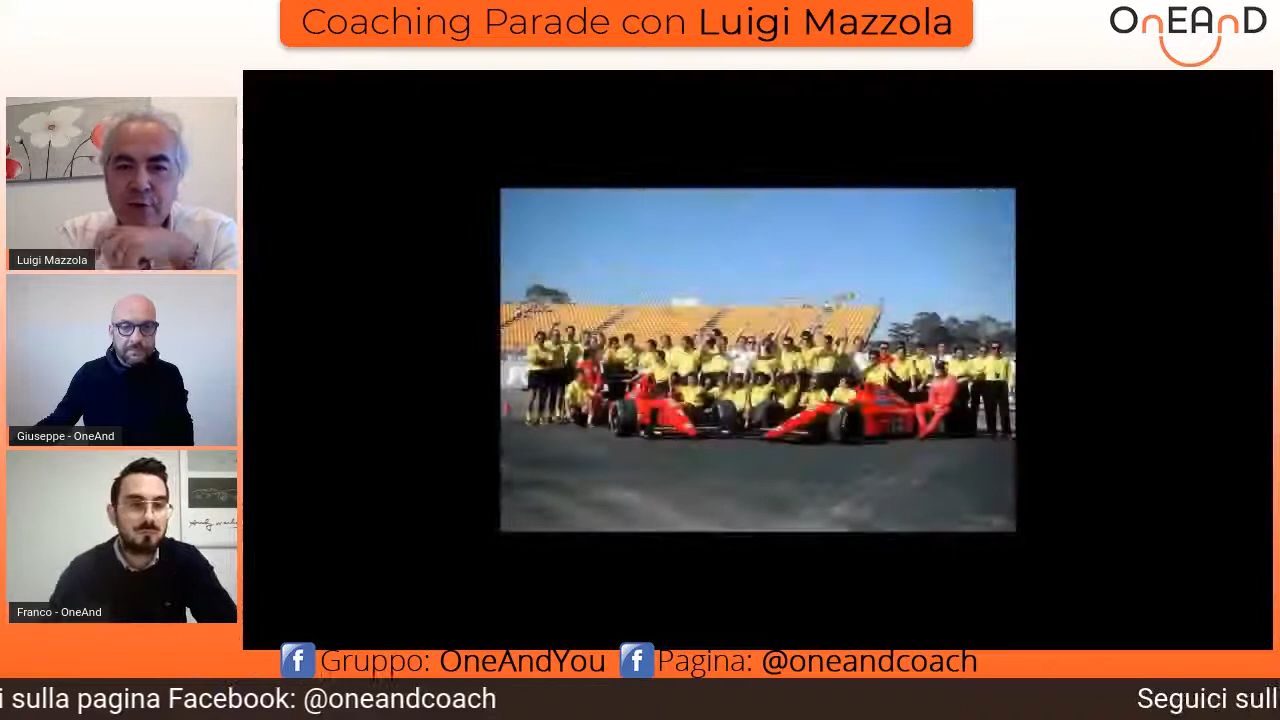 Coaching Parade con Luigi Mazzola
OnEAnD
Luigi Mazzola
Giuseppe - OneAnd
Franco - OneAnd
Gruppo: OneAndYou
Pagina: @oneandcoach
i sulla pagina Facebook: @oneandcoach
Seguici sull